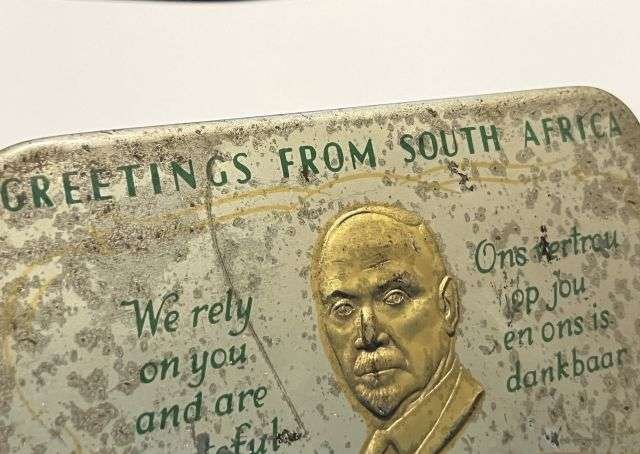 GREETINGS FROM SOUTH AFRICA
We rely
on you
and are
Ons vertrou
op jou
en ons is
dankbaar